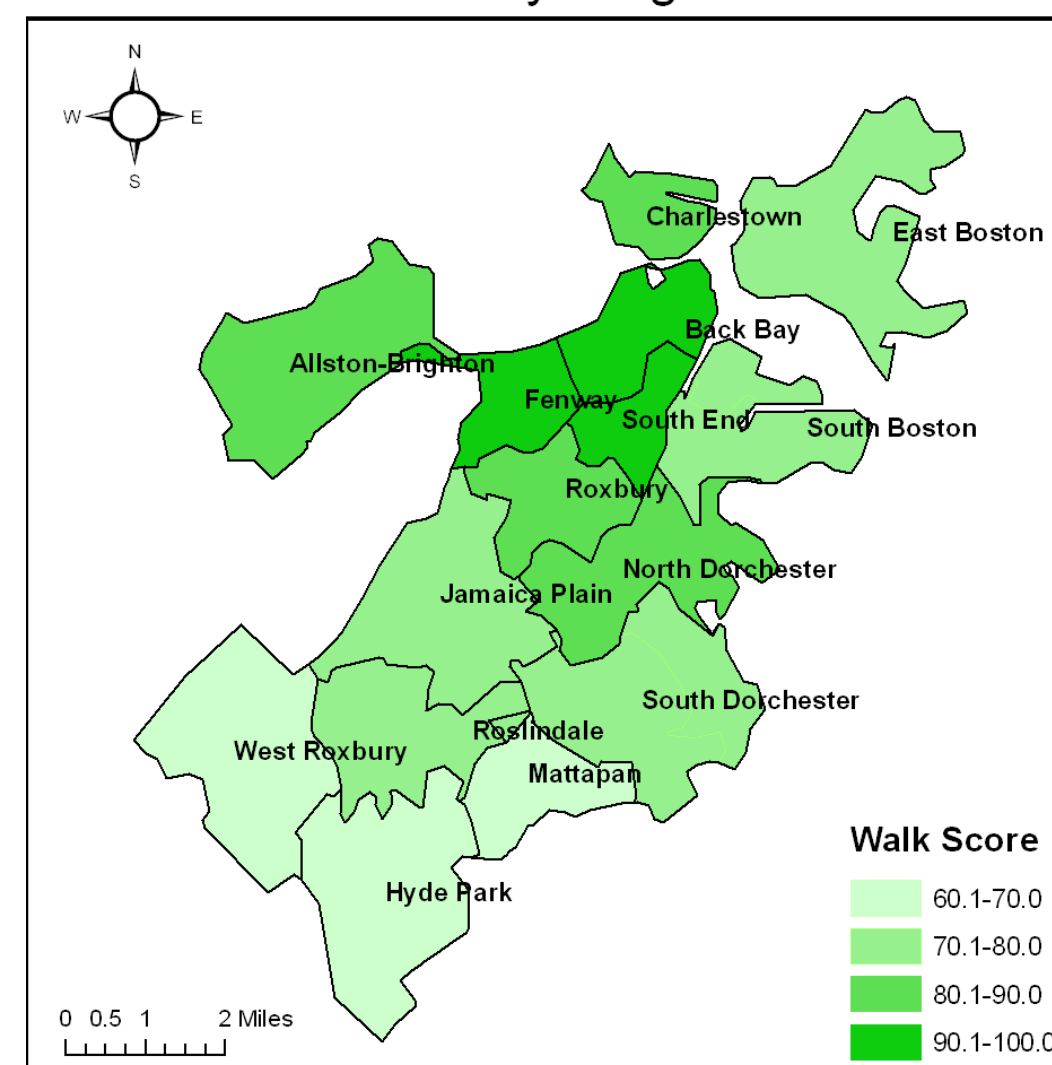 N
W E
S
Charlestown
East Boston
Back Bay
Allston-Brighton
Fenway
South End
South Boston
Roxbury
North Dorchester
Jamaica Plain
South Dorchester
Roslindale
West Roxbury
Mattapan
Hyde Park
Walk Score
60.1-70.0
70.1-80.0
80.1-90.0
90.1-100.0
0 0.5 1 2 Miles